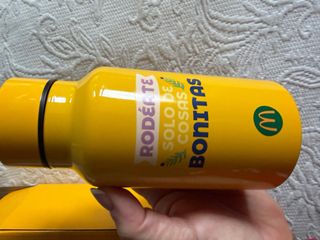 RODÉATE
SOLO DE
COSAS
BONITAS
M